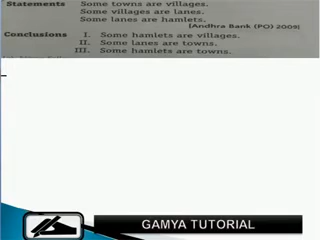 Statements Some towns are villages.
Some villages are lanes.
Some lanes are hamlets.
[Andhra Bank (PO) 2009]
Conclusions I. Some hamlets are villages.
II. Some lanes are towns.
III. Some hamlets are towns.
GAMYA TUTORIAL